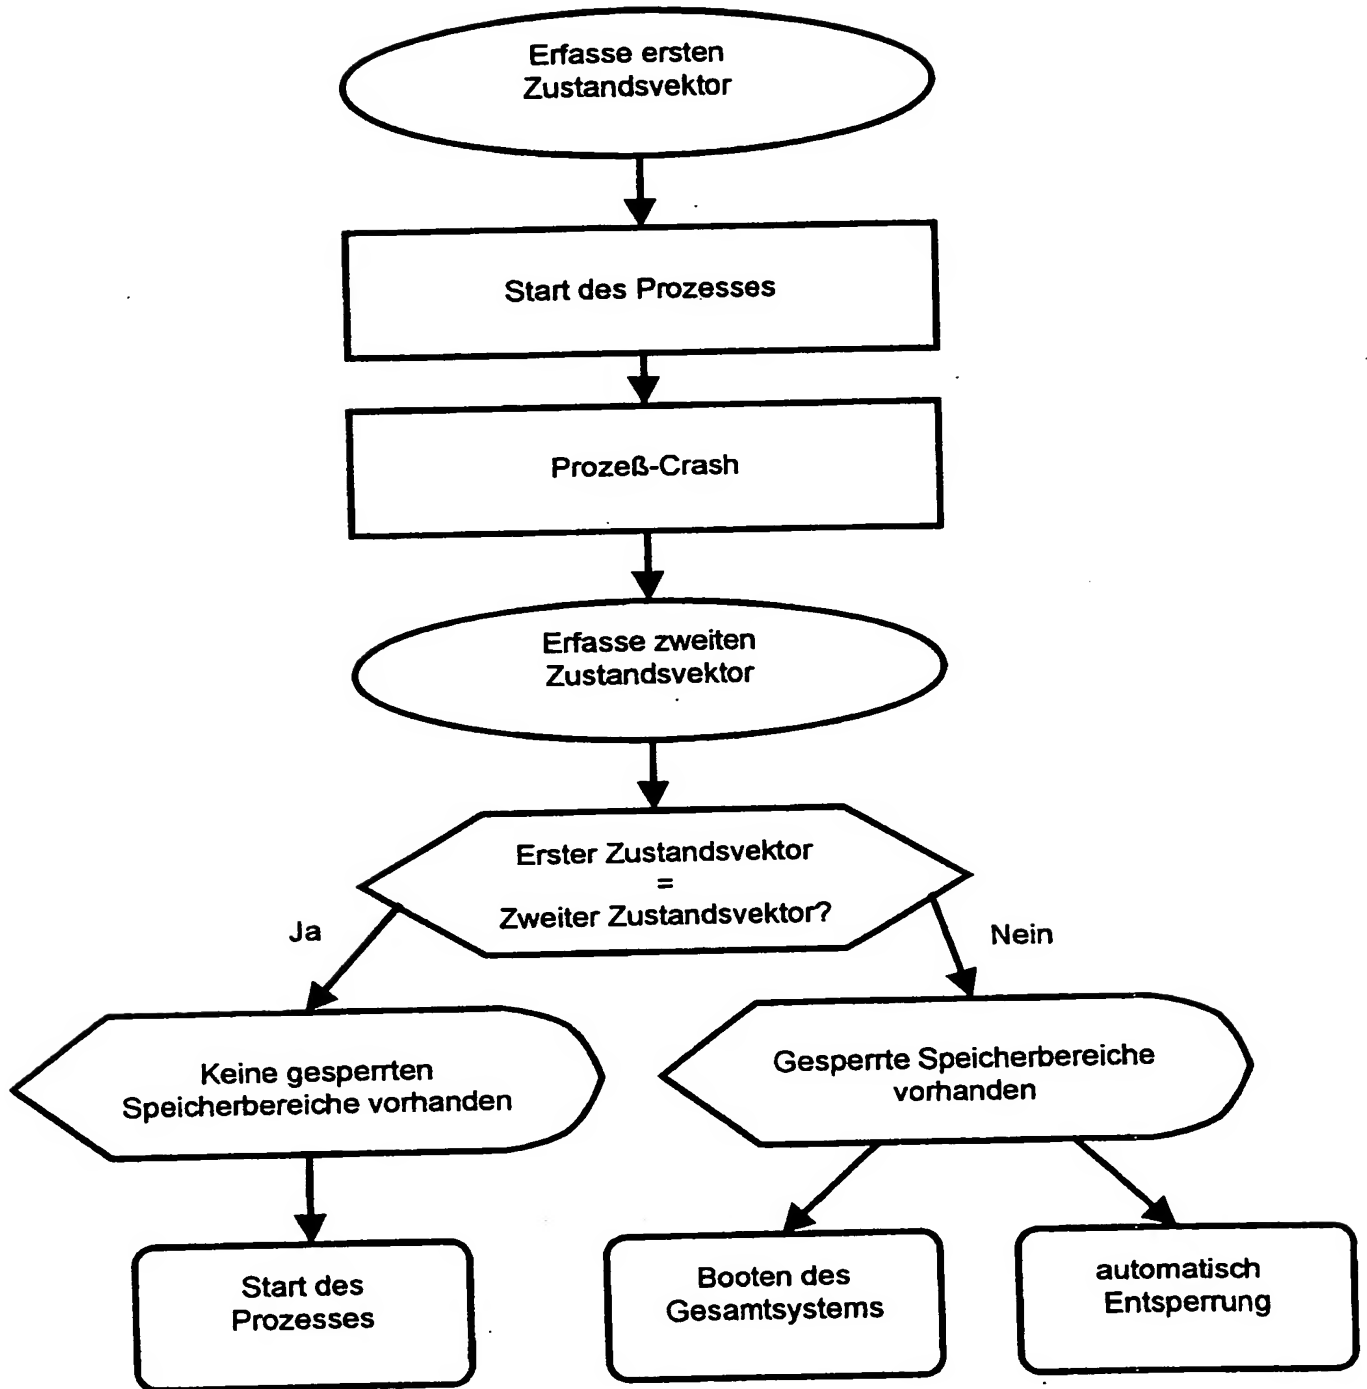 Erfasse ersten
Zustandsvektor
Start des Prozesses
Prozeß-Crash
Erfasse zweiten
Zustandsvektor
Erster Zustandsvektor
=
Zweiter Zustandsvektor?
Ja
Nein
Keine gesperrten
Speicherbereiche vorhanden
Gesperrte Speicherbereiche
vorhanden
Start des
Prozesses
Booten des
Gesamtsystems
automatisch
Entsperrung